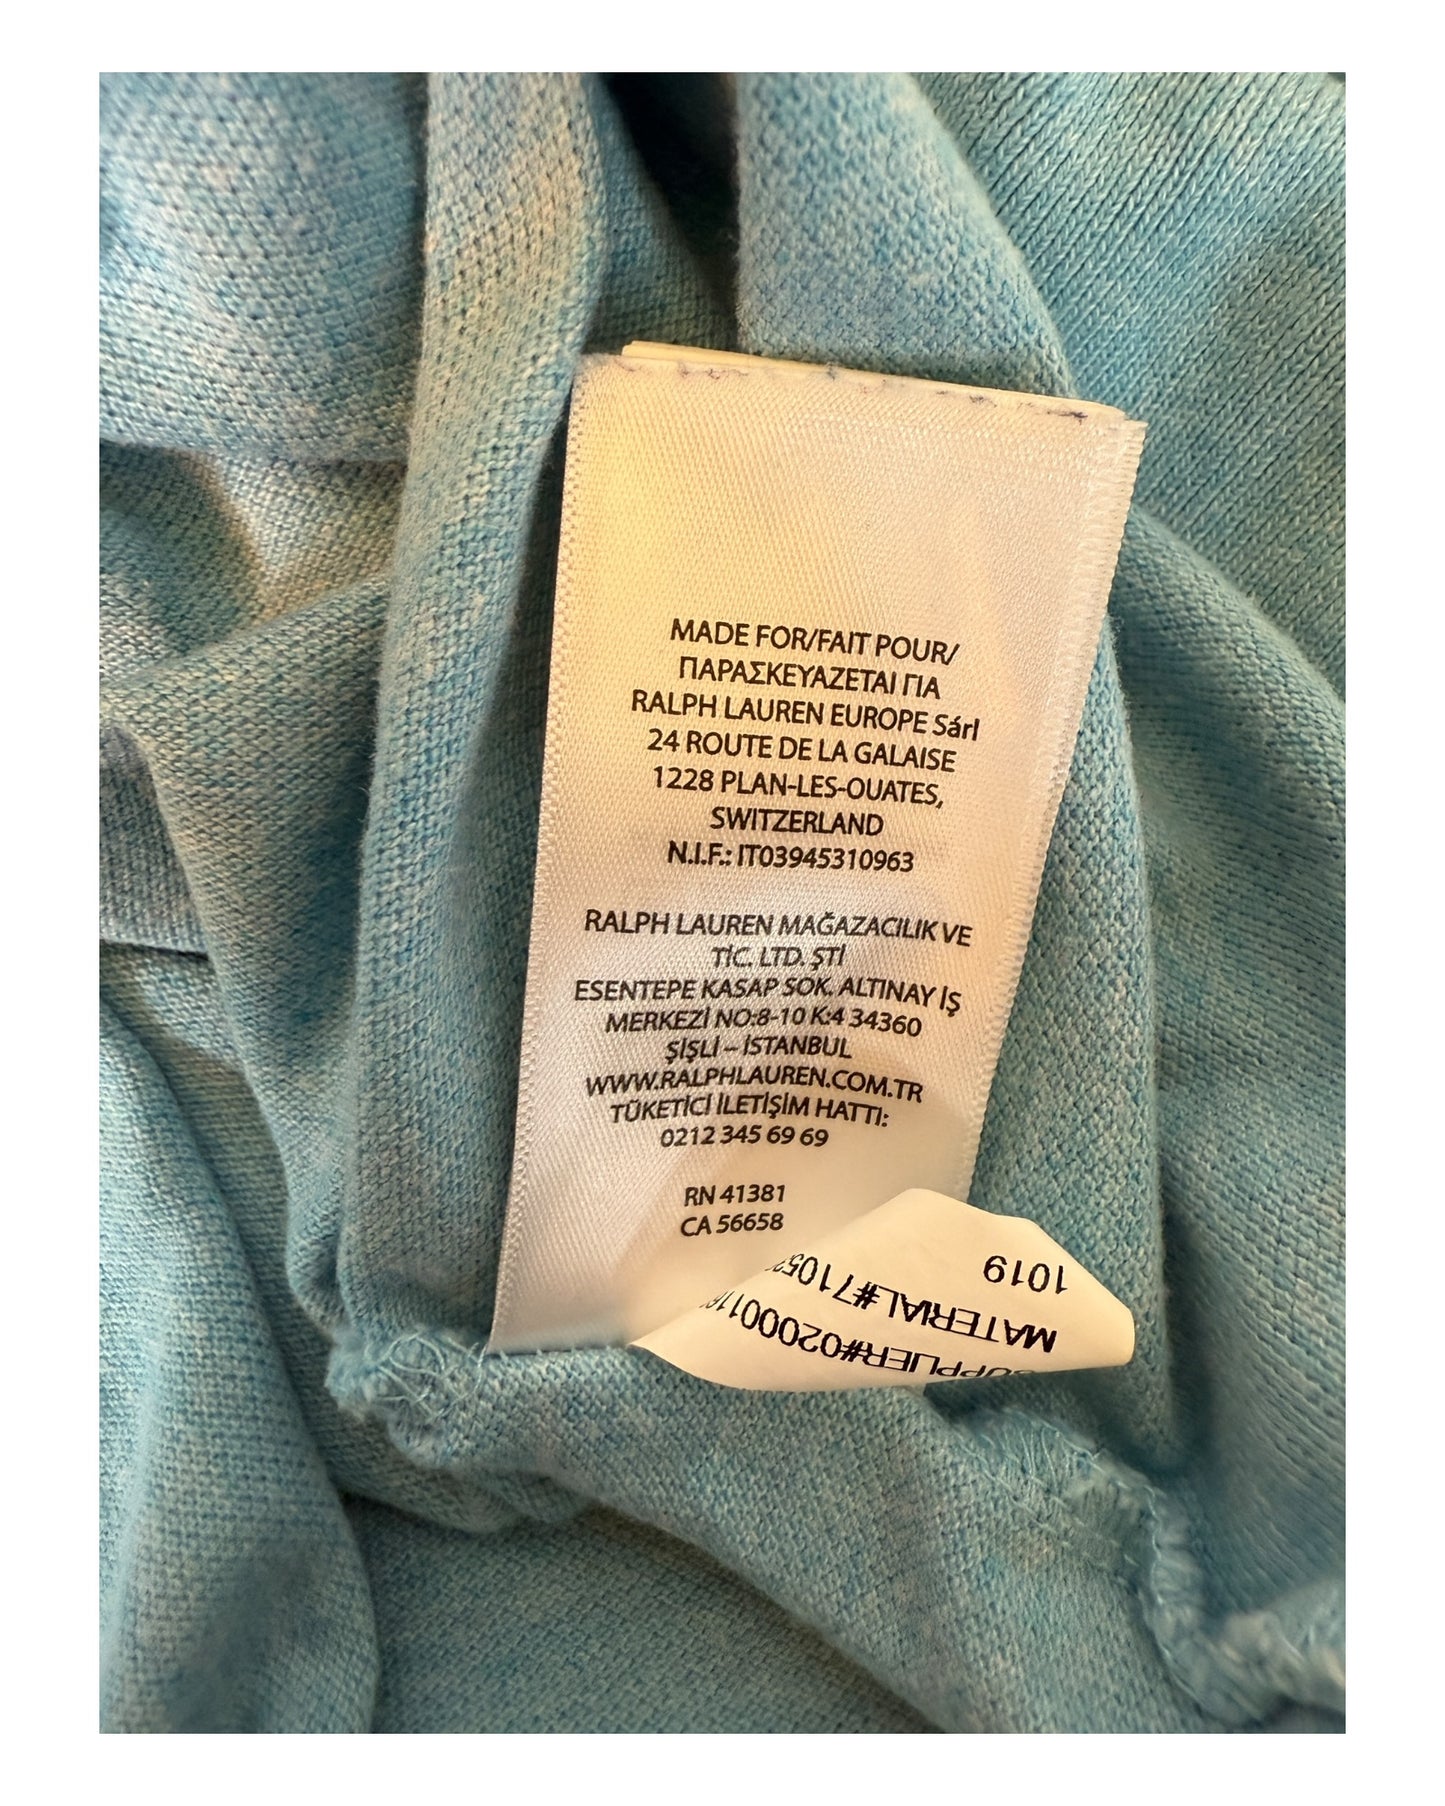 MADE FOR/FAIT POUR/
ΠΑΡΑΣΚΕΥΑΖΕΤΑΙ ΓΙΑ
RALPH LAUREN EUROPE Sárl
24 ROUTE DE LA GALAISE
1228 PLAN-LES-OUATES,
SWITZERLAND
N.I.F.: IT03945310963
RALPH LAUREN MAĞAZACILIK VE
TİC. LTD. ŞTİ
ESENTEPE KASAP SOK. ALTINAY İŞ
MERKEZİ NO:8-10 K:4 34360
ŞİŞLİ – İSTANBUL
WWW.RALPHLAUREN.COM.TR
TÜKETİCİ İLETİŞİM HATTI:
0212 345 69 69
RN 41381
CA 56658
1019